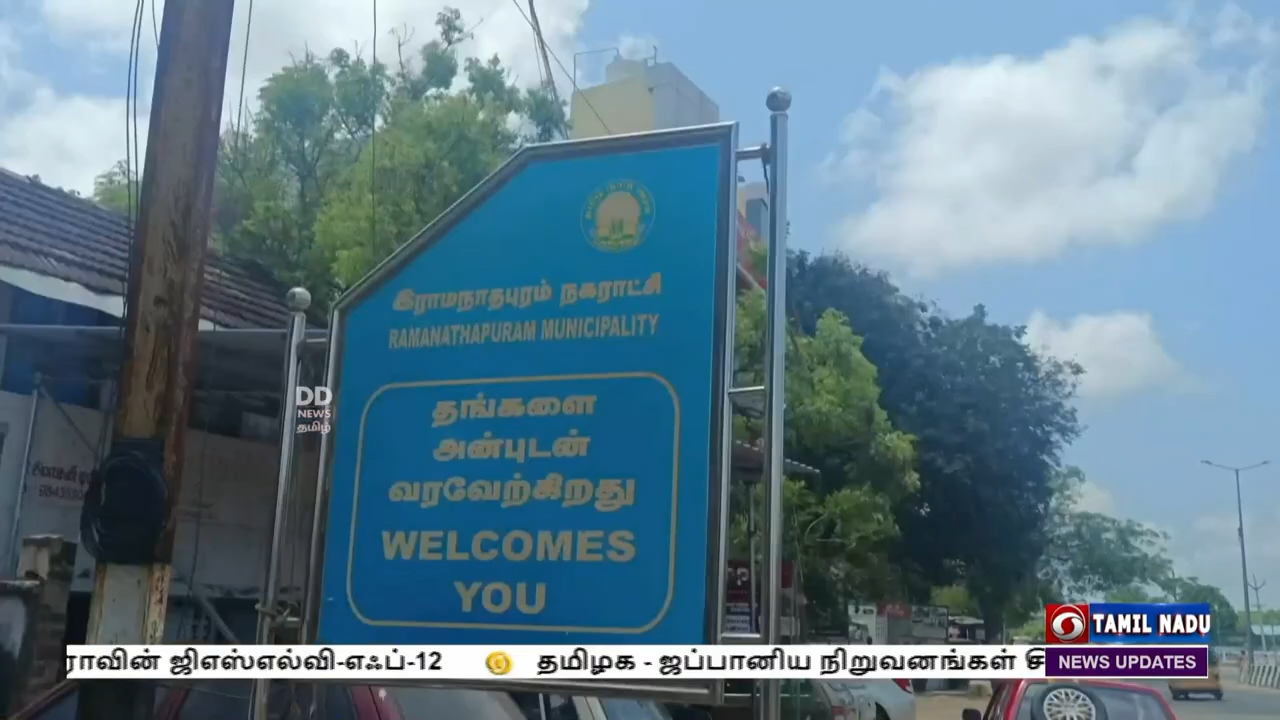 இராமநாதபுரம் நகராட்சி
RAMANATHAPURAM MUNICIPALITY
தங்களை
அன்புடன்
வரவேற்கிறது
WELCOMES
YOU
DD
NEWS
தமிழ்
TAMIL NADU
NEWS UPDATES
ராவின் ஜிஎஸ்எல்வி-எஃப்-12 தமிழக - ஜப்பானிய நிறுவனங்கள்